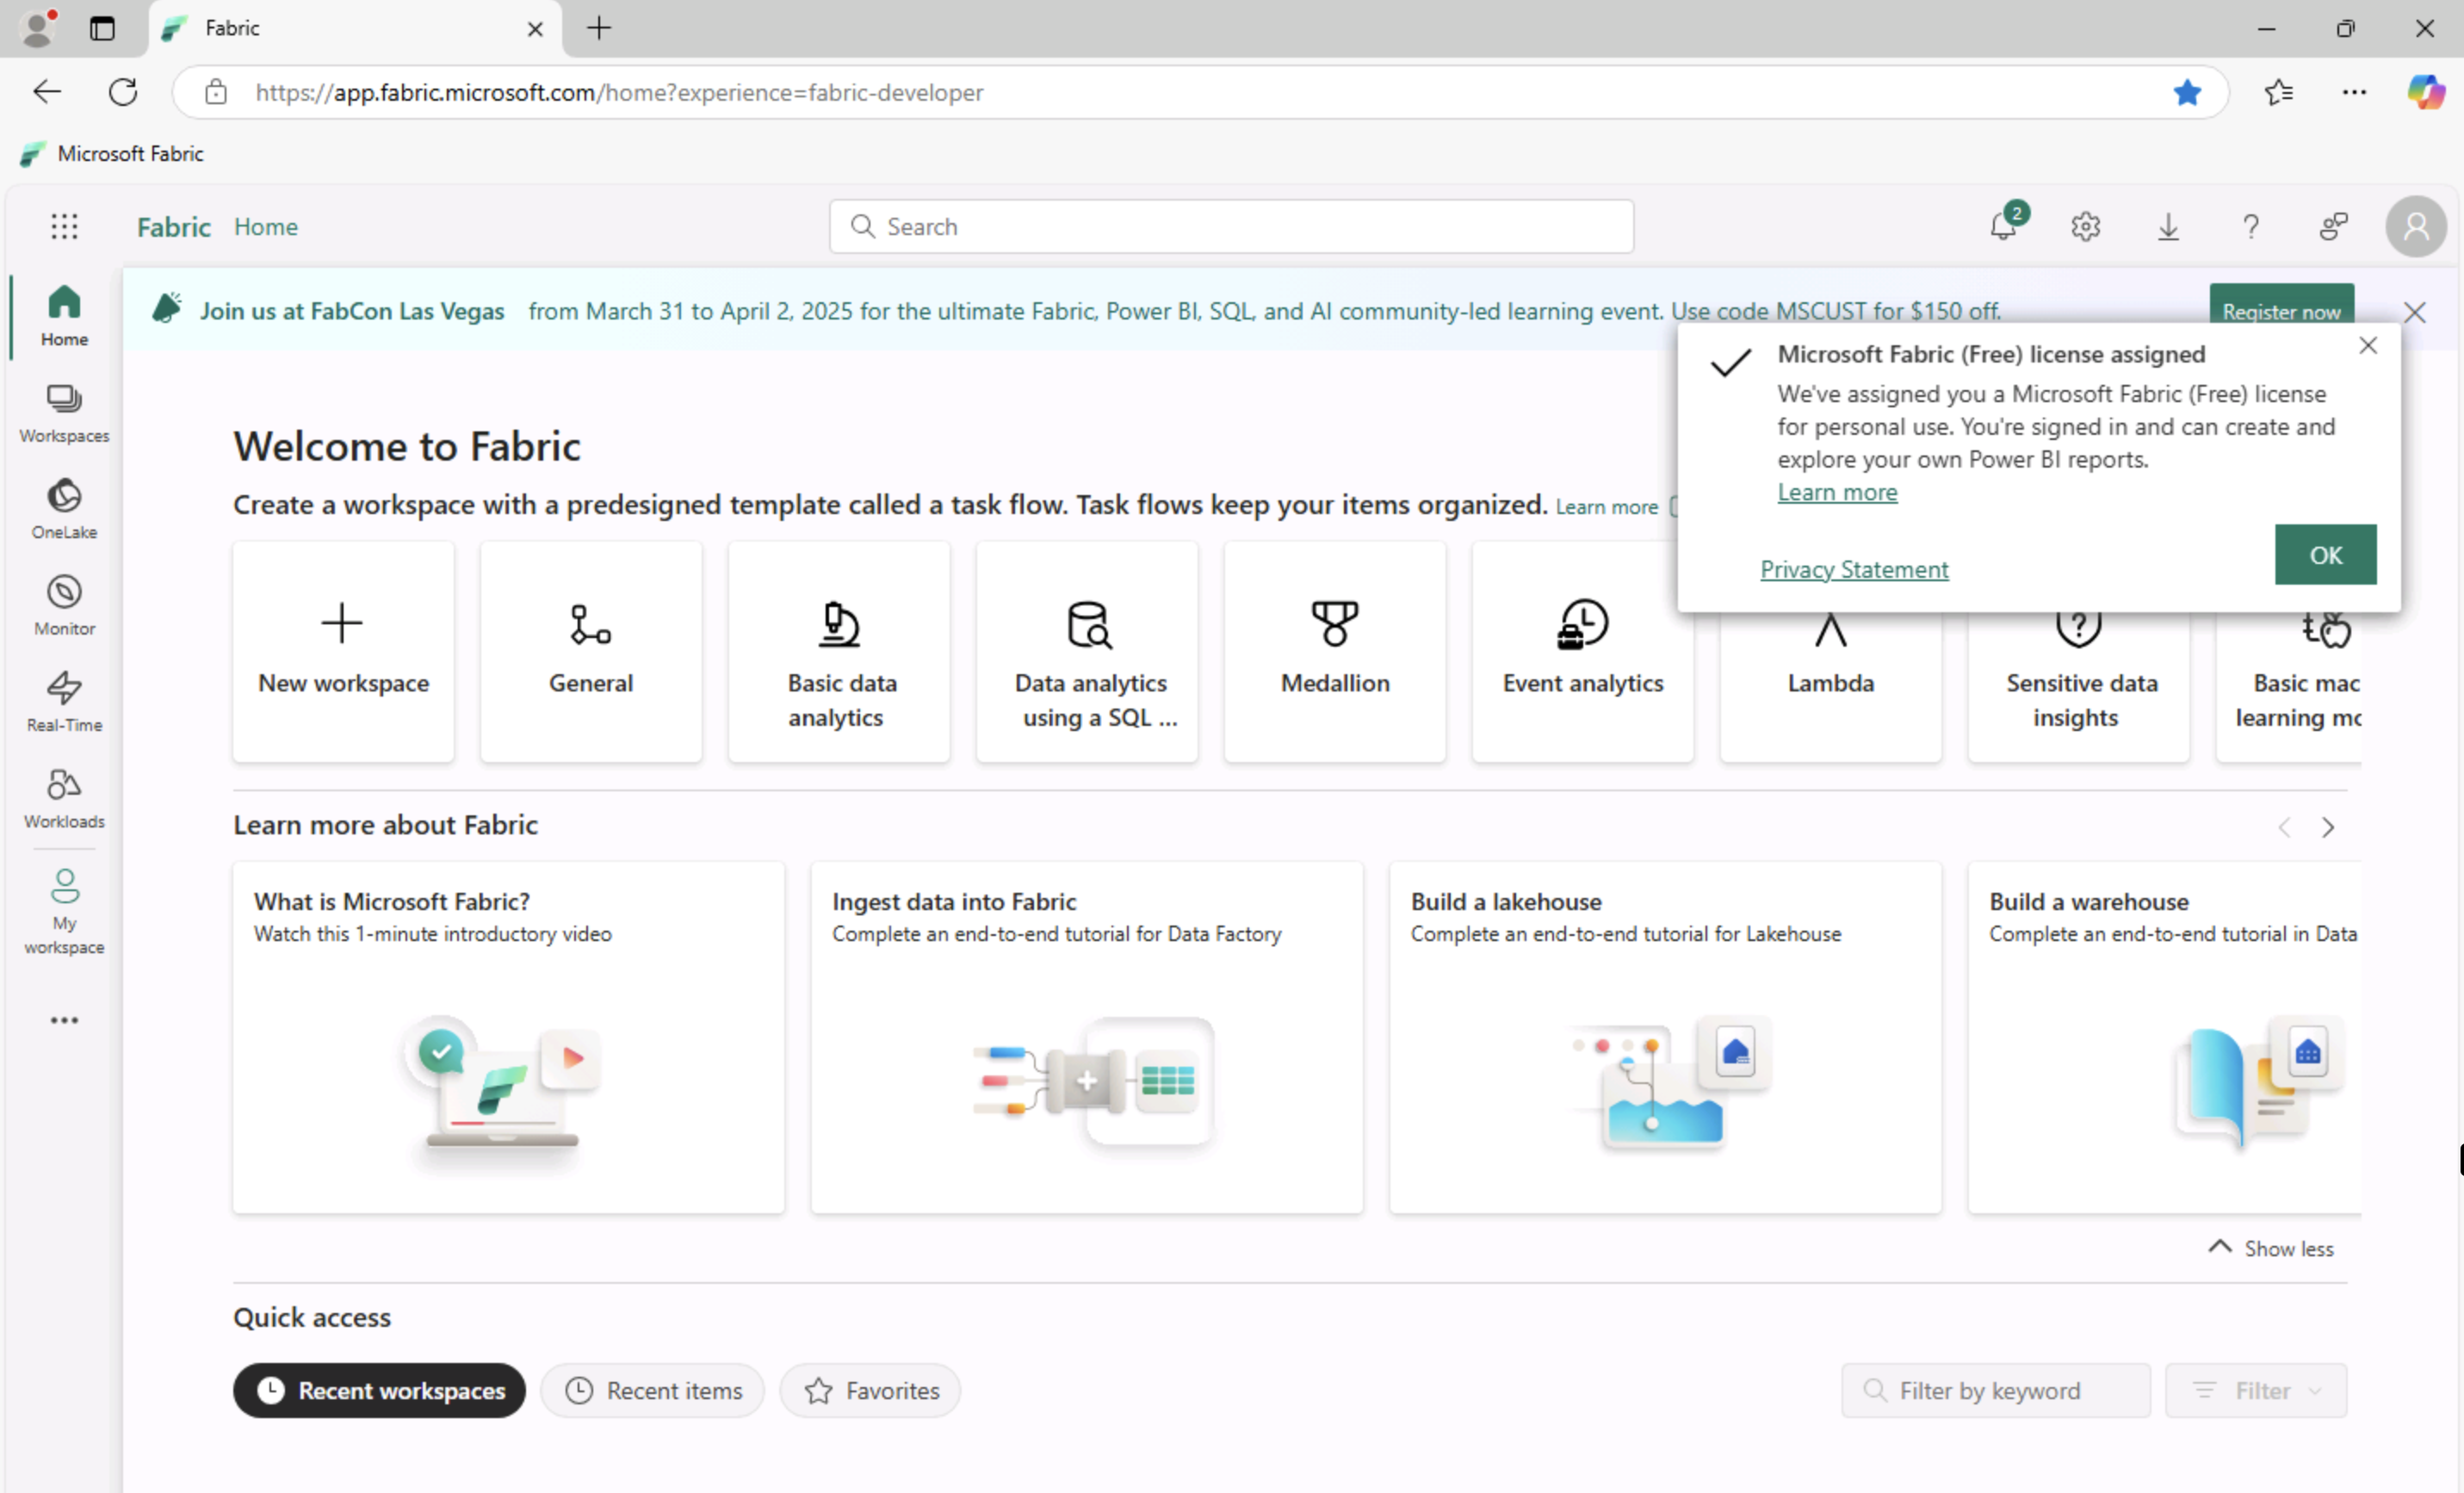 Fabric
https://app.fabric.microsoft.com/home?experience=fabric-developer
Microsoft Fabric
Fabric Home
Search
2
Home
Workspaces
OneLake
Monitor
Real-Time
Workloads
My
workspace
Join us at FabCon Las Vegas from March 31 to April 2, 2025 for the ultimate Fabric, Power BI, SQL, and AI community-led learning event. Use code MSCUST for $150 off.
Register now
Microsoft Fabric (Free) license assigned
We've assigned you a Microsoft Fabric (Free) license
for personal use. You're signed in and can create and
explore your own Power BI reports.
Learn more
Privacy Statement
OK
Welcome to Fabric
Create a workspace with a predesigned template called a task flow. Task flows keep your items organized. Learn more
New workspace
General
Basic data
analytics
Data analytics
using a SQL ...
Medallion
Event analytics
Lambda
Sensitive data
insights
Basic mac
learning mo
Learn more about Fabric
What is Microsoft Fabric?
Watch this 1-minute introductory video
Ingest data into Fabric
Complete an end-to-end tutorial for Data Factory
Build a lakehouse
Complete an end-to-end tutorial for Lakehouse
Build a warehouse
Complete an end-to-end tutorial in Data
Show less
Quick access
Recent workspaces
Recent items
Favorites
Filter by keyword
Filter